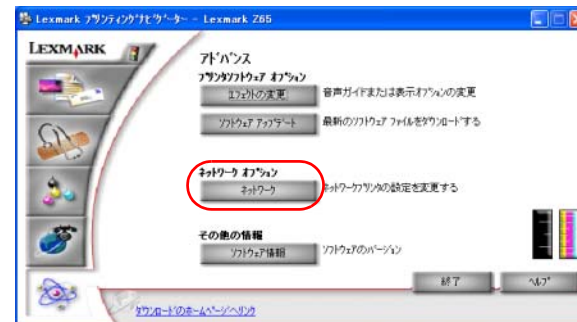 Lexmark プリンティングナビゲーター - Lexmark Z65
LEXMARK
アドバンス
プリンタソフトウェア オプション
エフェクトの変更 音声ガイドまたは表示オプションの変更
ソフトウェア アップデート 最新のソフトウェア ファイルをダウンロードする
ネットワーク オプション
ネットワーク ネットワークプリンタの設定を変更する
その他の情報
ソフトウェア情報 ソフトウェアのバージョン
終了 ヘルプ
ダウンロードのホームページへリンク